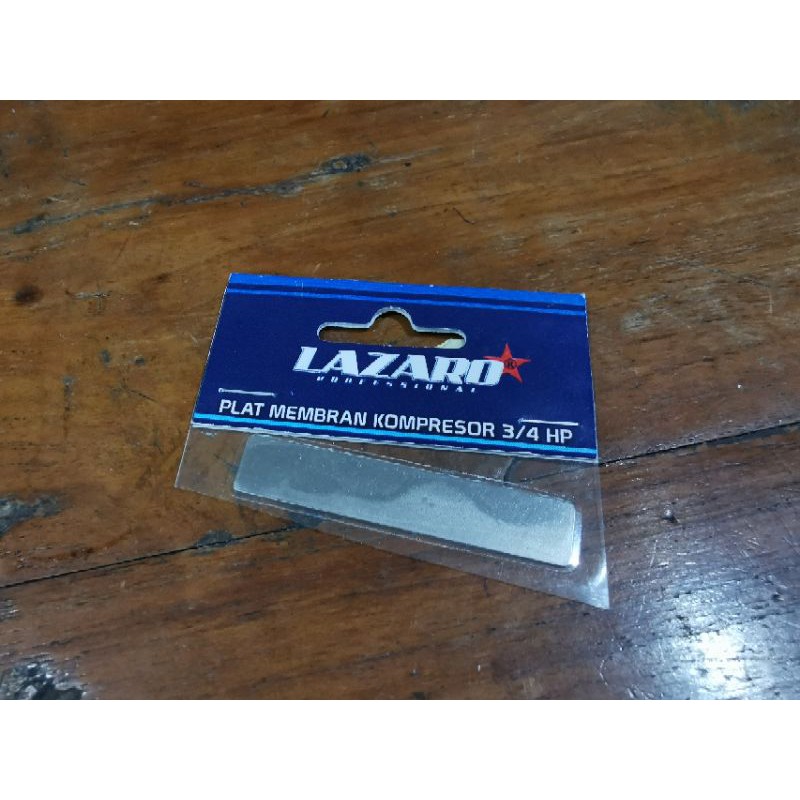 LAZARO ®
PROFESSIONAL
PLAT MEMBRAN KOMPRESOR 3/4 HP